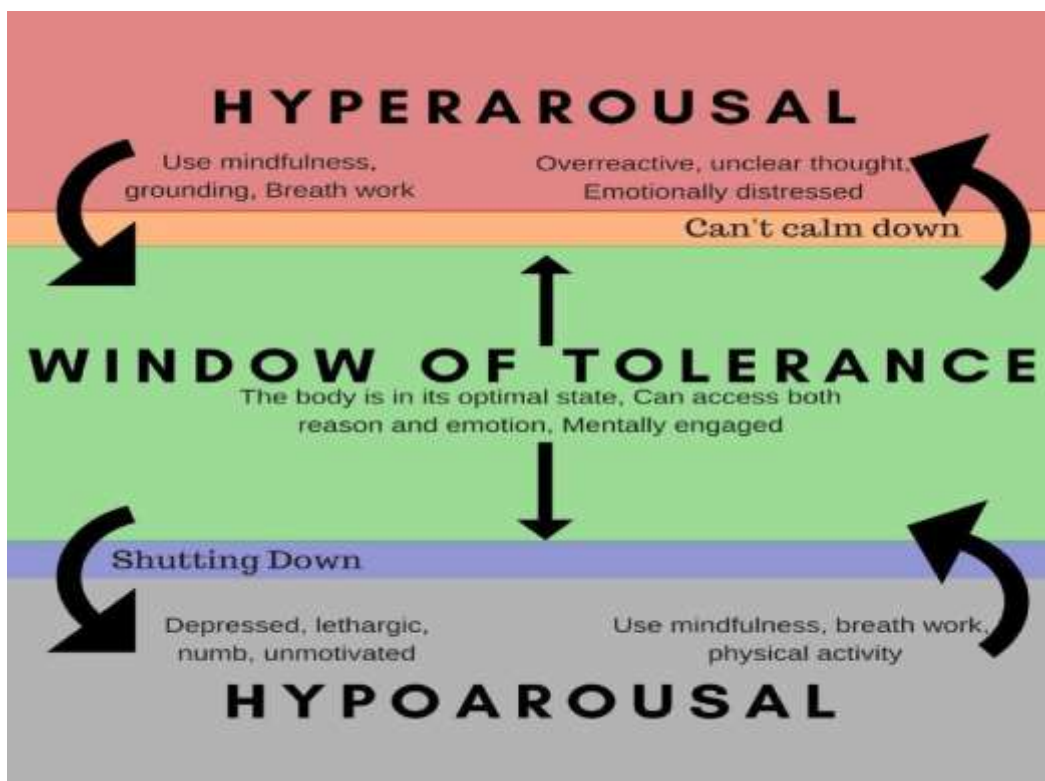 HYPERAROUSAL
Use mindfulness,
grounding, Breath work
Overreactive, unclear thought,
Emotionally distressed
Can't calm down
WINDOW OF TOLERANCE
The body is in its optimal state, Can access both
reason and emotion, Mentally engaged
Shutting Down
Depressed, lethargic,
numb, unmotivated
Use mindfulness, breath work,
physical activity
HYPOAROUSAL